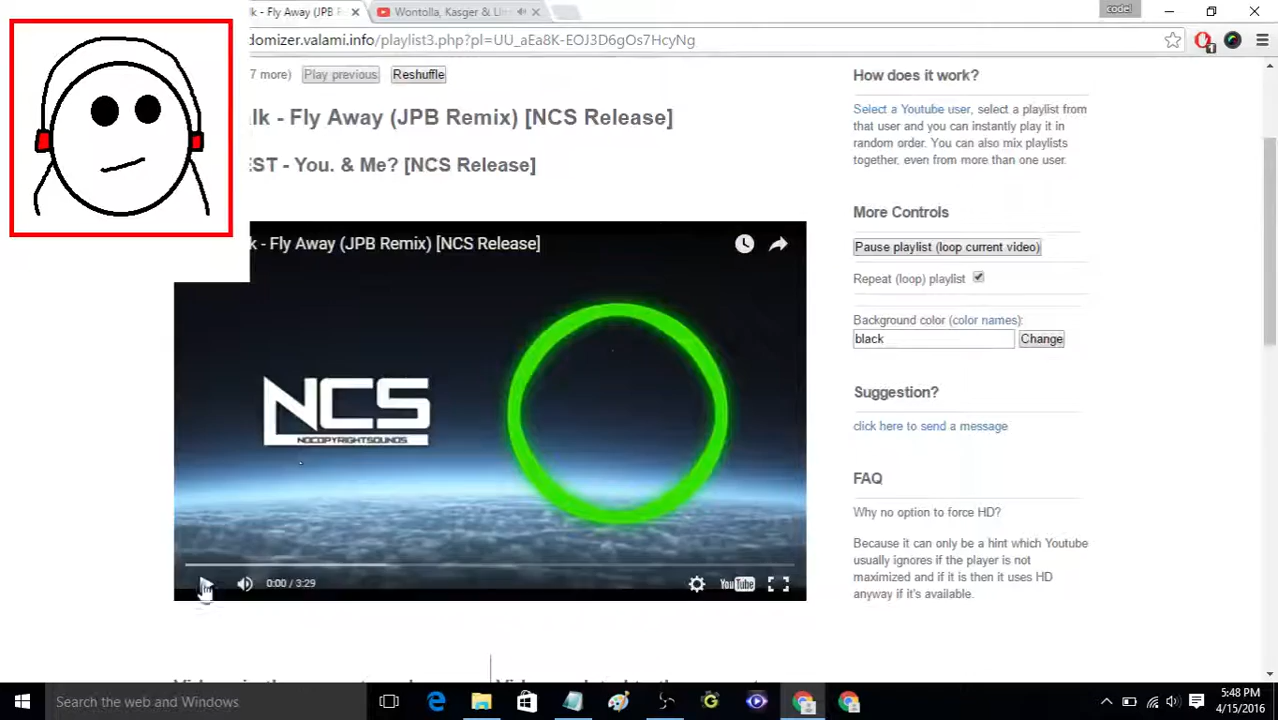 lk - Fly Away (JPB R
Wontolla, Kasger & Li
code!
domizer.valami.info/playlist3.php?pl=UU_aEa8K-EOJ3D6gOs7HcyNg
7 more) Play previous Reshuffle
lk - Fly Away (JPB Remix) [NCS Release]
EST - You. & Me? [NCS Release]
k - Fly Away (JPB Remix) [NCS Release]
NCS
NOCOPYRIGHTSOUNDS
0:00 / 3:29
YouTube
How does it work?
Select a Youtube user, select a playlist from
that user and you can instantly play it in
random order. You can also mix playlists
together, even from more than one user.
More Controls
Pause playlist (loop current video)
Repeat (loop) playlist
Background color (color names):
black Change
Suggestion?
click here to send a message
FAQ
Why no option to force HD?
Because it can only be a hint which Youtube
usually ignores if the player is not
maximized and if it is then it uses HD
anyway if it's available.
Search the web and Windows
5:48 PM
4/15/2016